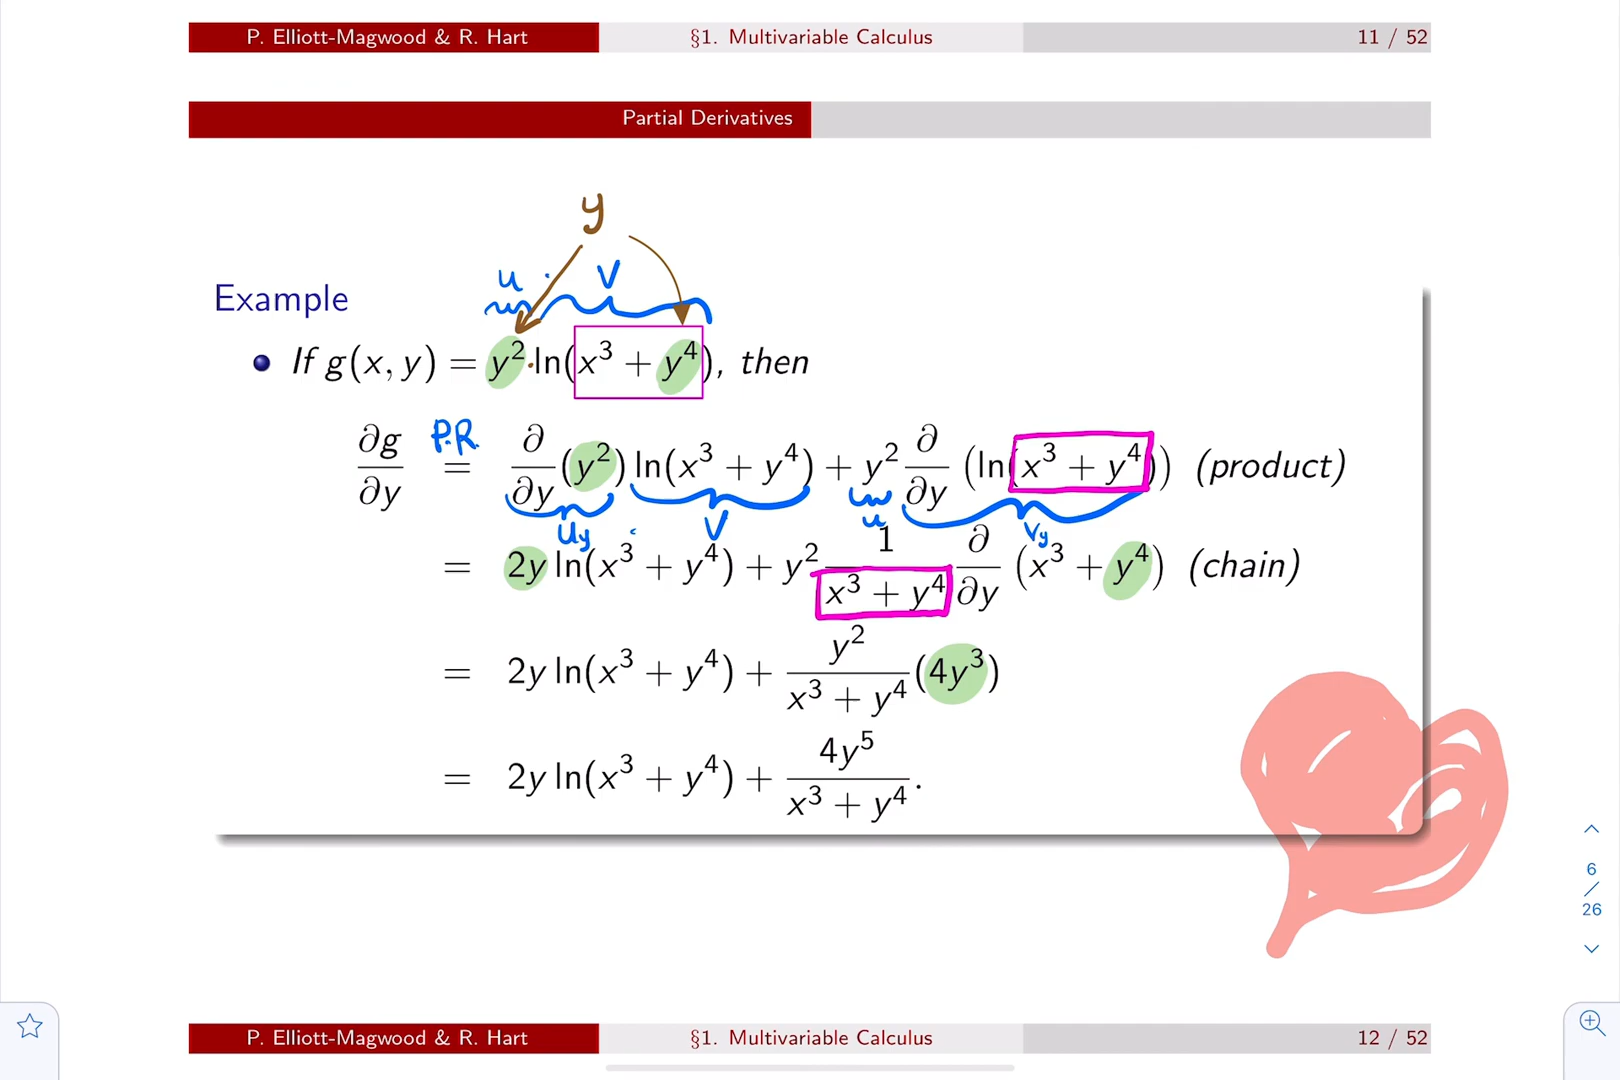 P. Elliott-Magwood & R. Hart §1. Multivariable Calculus 11 / 52
Partial Derivatives
y
u · v
Example
If g(x, y) = y²·ln(x³ + y⁴), then
∂g/∂y P.R. = ∂/∂y (y²) ln(x³ + y⁴) + y² ∂/∂y (ln(x³ + y⁴)) (product)
u_y v u v_y
= 2y ln(x³ + y⁴) + y² 1/(x³ + y⁴) ∂/∂y (x³ + y⁴) (chain)
= 2y ln(x³ + y⁴) + y²/(x³ + y⁴) (4y³)
= 2y ln(x³ + y⁴) + 4y⁵/(x³ + y⁴).
6
/
26
P. Elliott-Magwood & R. Hart §1. Multivariable Calculus 12 / 52